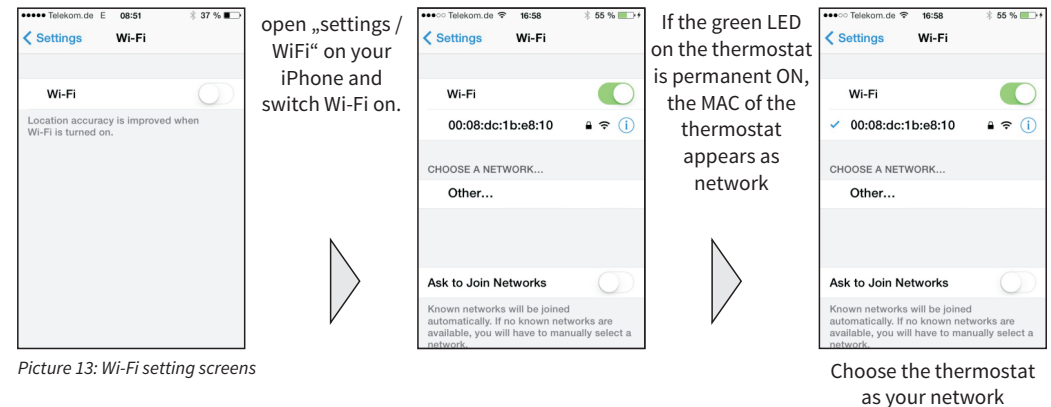 Telekom.de E 08:51 37 %
Settings Wi-Fi
Wi-Fi
Location accuracy is improved when
Wi-Fi is turned on.
Picture 13: Wi-Fi setting screens
open „settings /
WiFi“ on your
iPhone and
switch Wi-Fi on.
Telekom.de 16:58 55 %
Settings Wi-Fi
Wi-Fi
00:08:dc:1b:e8:10
CHOOSE A NETWORK...
Other...
Ask to Join Networks
Known networks will be joined
automatically. If no known networks are
available, you will have to manually select a
network.
If the green LED
on the thermostat
is permanent ON,
the MAC of the
thermostat
appears as
network
Telekom.de 16:58 55 %
Settings Wi-Fi
Wi-Fi
00:08:dc:1b:e8:10
CHOOSE A NETWORK...
Other...
Ask to Join Networks
Known networks will be joined
automatically. If no known networks are
available, you will have to manually select a
network.
Choose the thermostat
as your network